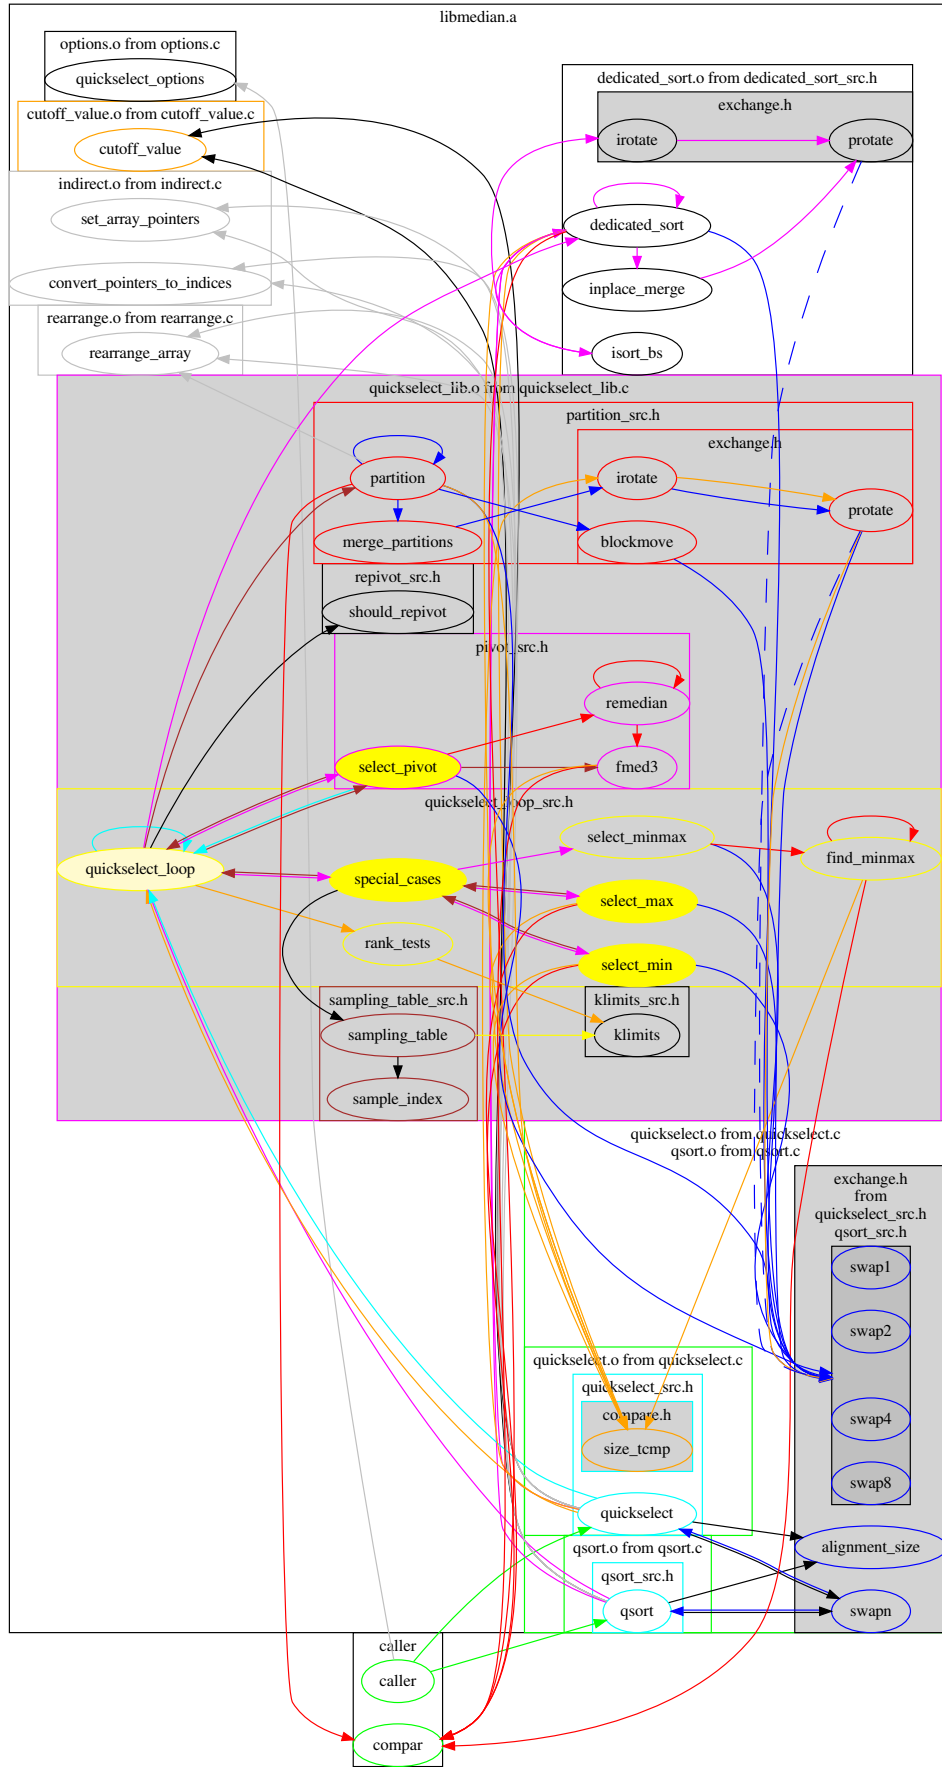 libmedian.a
options.o from options.c
quickselect_options
dedicated_sort.o from dedicated_sort_src.h
exchange.h
cutoff_value.o from cutoff_value.c
cutoff_value
irotate
protate
indirect.o from indirect.c
set_array_pointers
dedicated_sort
convert_pointers_to_indices
inplace_merge
rearrange.o from rearrange.c
rearrange_array
isort_bs
quickselect_lib.o from quickselect_lib.c
partition_src.h
exchange.h
partition
irotate
protate
merge_partitions
blockmove
repivot_src.h
should_repivot
pivot_src.h
remedian
select_pivot
fmed3
quickselect_loop_src.h
select_minmax
find_minmax
quickselect_loop
special_cases
select_max
rank_tests
select_min
sampling_table_src.h
klimits_src.h
sampling_table
klimits
sample_index
quickselect.o from quickselect.c
qsort.o from qsort.c
exchange.h
from
quickselect_src.h
qsort_src.h
swap1
swap2
quickselect.o from quickselect.c
quickselect_src.h
compare.h
size_tcmp
swap4
swap8
quickselect
alignment_size
qsort.o from qsort.c
qsort_src.h
qsort
swapn
caller
caller
compar